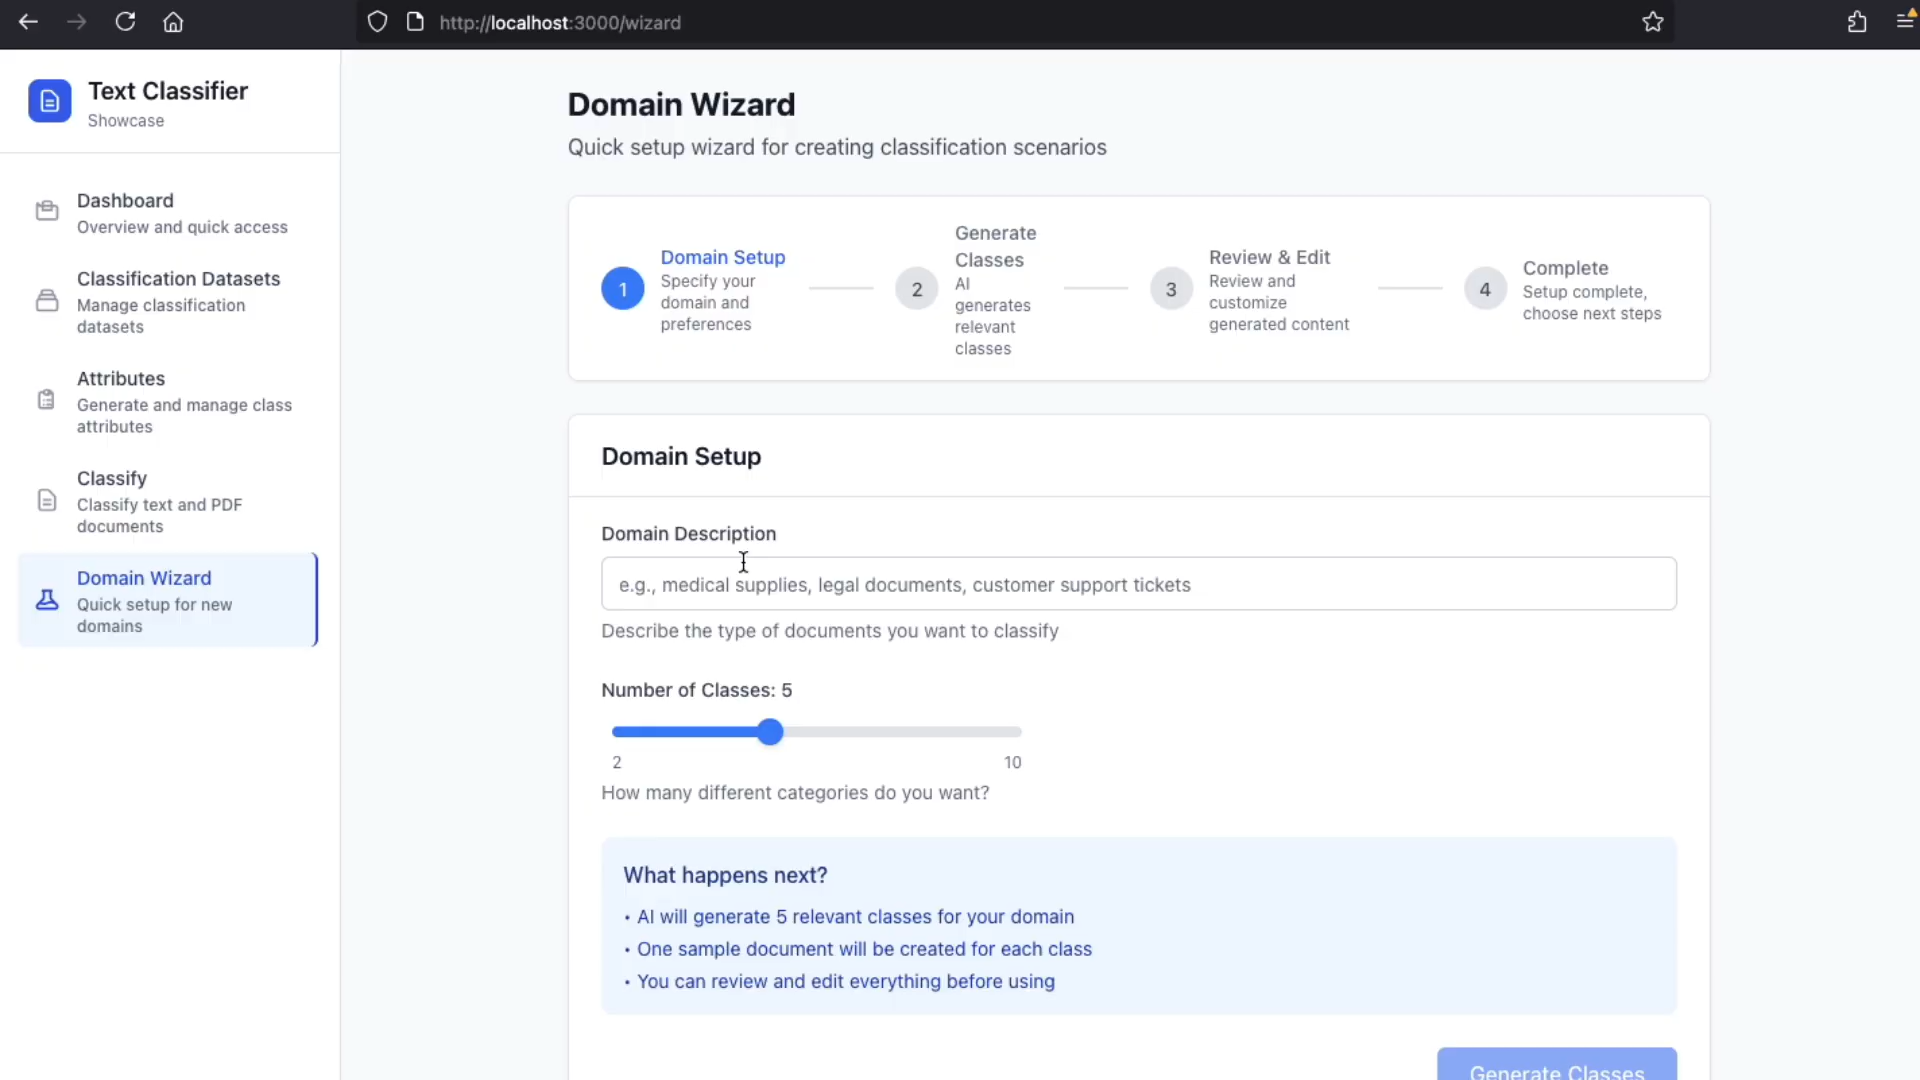 http://localhost:3000/wizard
Text Classifier
Showcase
Dashboard
Overview and quick access
Classification Datasets
Manage classification
datasets
Attributes
Generate and manage class
attributes
Classify
Classify text and PDF
documents
Domain Wizard
Quick setup for new
domains
Domain Wizard
Quick setup wizard for creating classification scenarios
1
Domain Setup
Specify your
domain and
preferences
2
Generate
Classes
AI
generates
relevant
classes
3
Review & Edit
Review and
customize
generated content
4
Complete
Setup complete,
choose next steps
Domain Setup
Domain Description
e.g., medical supplies, legal documents, customer support tickets
Describe the type of documents you want to classify
Number of Classes: 5
2 10
How many different categories do you want?
What happens next?
• AI will generate 5 relevant classes for your domain
• One sample document will be created for each class
• You can review and edit everything before using
Generate Classes